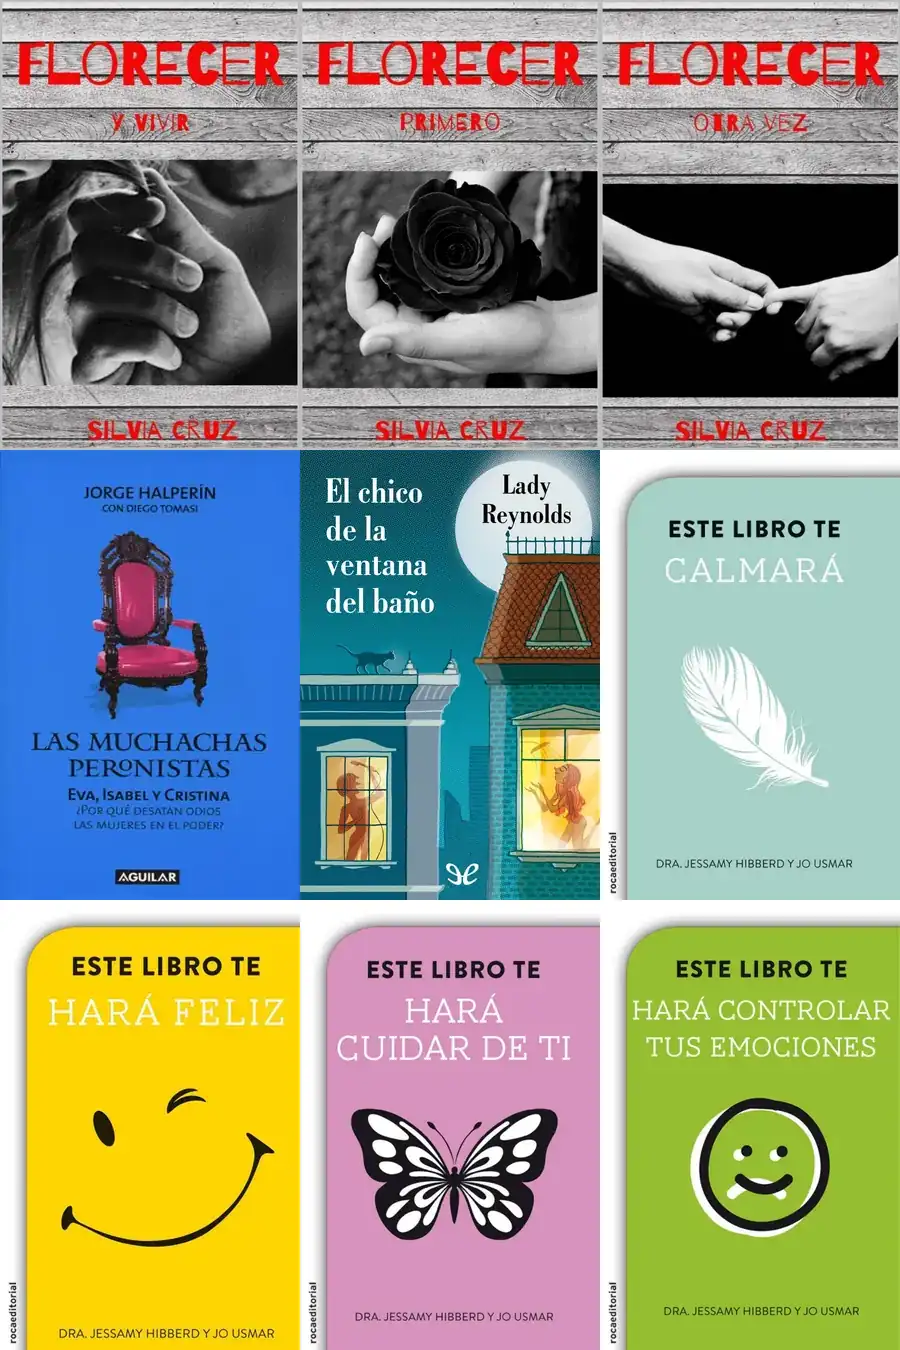 FLORECER
Y VIVIR
SILVIA CRUZ
FLORECER
PRIMERO
SILVIA CRUZ
FLORECER
OTRA VEZ
SILVIA CRUZ
JORGE HALPERÍN
CON DIEGO TOMASI
LAS MUCHACHAS
PERONISTAS
EVA, ISABEL Y CRISTINA
¿POR QUÉ DESATAN ODIOS
LAS MUJERES EN EL PODER?
AGUILAR
El chico
de la
ventana
del baño
Lady
Reynolds
ESTE LIBRO TE
CALMARÁ
DRA. JESSAMY HIBBERD Y JO USMAR
rocaeditorial
ESTE LIBRO TE
HARÁ FELIZ
DRA. JESSAMY HIBBERD Y JO USMAR
rocaeditorial
ESTE LIBRO TE
HARÁ
CUIDAR DE TI
DRA. JESSAMY HIBBERD Y JO USMAR
rocaeditorial
ESTE LIBRO TE
HARÁ CONTROLAR
TUS EMOCIONES
DRA. JESSAMY HIBBERD Y JO USMAR
rocaeditorial